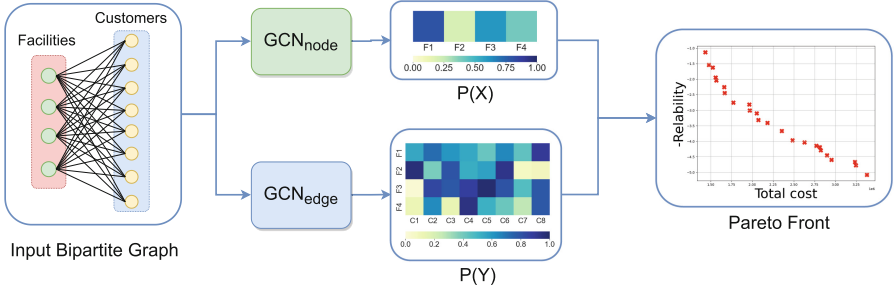 Customers
Facilities
Input Bipartite Graph
GCNnode
GCNedge
F1 F2 F3 F4
0.00 0.25 0.50 0.75 1.00
P(X)
F1
F2
F3
F4
C1 C2 C3 C4 C5 C6 C7 C8
0.0 0.2 0.4 0.6 0.8 1.0
P(Y)
-Relability
Total cost
Pareto Front